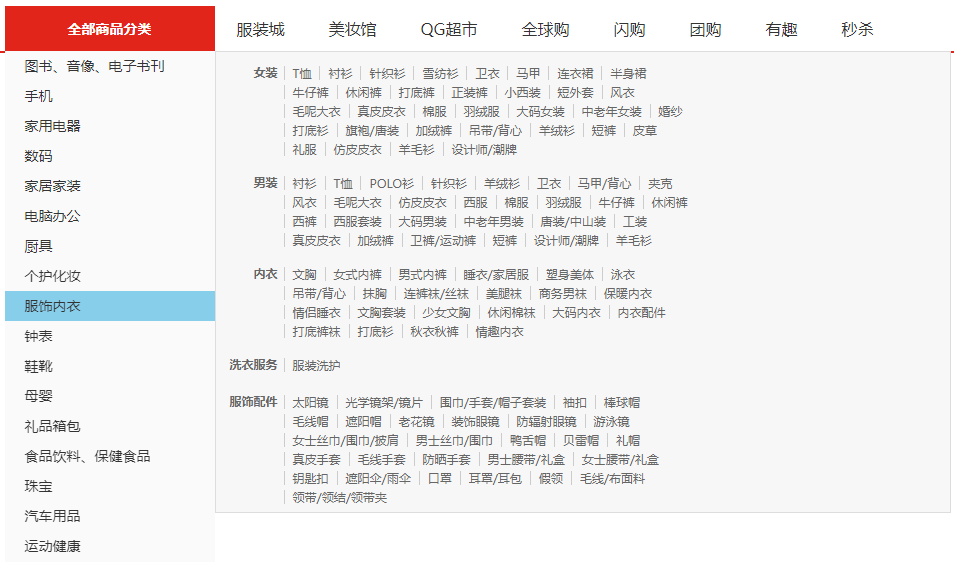 全部商品分类
服装城 美妆馆 QG超市 全球购 闪购 团购 有趣 秒杀
图书、音像、电子书刊
手机
家用电器
数码
家居家装
电脑办公
厨具
个护化妆
服饰内衣
钟表
鞋靴
母婴
礼品箱包
食品饮料、保健食品
珠宝
汽车用品
运动健康
女装 T恤 衬衫 针织衫 雪纺衫 卫衣 马甲 连衣裙 半身裙
牛仔裤 休闲裤 打底裤 正装裤 小西装 短外套 风衣
毛呢大衣 真皮皮衣 棉服 羽绒服 大码女装 中老年女装 婚纱
打底衫 旗袍/唐装 加绒裤 吊带/背心 羊绒衫 短裤 皮草
礼服 仿皮皮衣 羊毛衫 设计师/潮牌
男装 衬衫 T恤 POLO衫 针织衫 羊绒衫 卫衣 马甲/背心 夹克
风衣 毛呢大衣 仿皮皮衣 西服 棉服 羽绒服 牛仔裤 休闲裤
西裤 西服套装 大码男装 中老年男装 唐装/中山装 工装
真皮皮衣 加绒裤 卫裤/运动裤 短裤 设计师/潮牌 羊毛衫
内衣 文胸 女式内裤 男式内裤 睡衣/家居服 塑身美体 泳衣
吊带/背心 抹胸 连裤袜/丝袜 美腿袜 商务男袜 保暖内衣
情侣睡衣 文胸套装 少女文胸 休闲棉袜 大码内衣 内衣配件
打底裤袜 打底衫 秋衣秋裤 情趣内衣
洗衣服务 服装洗护
服饰配件 太阳镜 光学镜架/镜片 围巾/手套/帽子套装 袖扣 棒球帽
毛线帽 遮阳帽 老花镜 装饰眼镜 防辐射眼镜 游泳镜
女士丝巾/围巾/披肩 男士丝巾/围巾 鸭舌帽 贝雷帽 礼帽
真皮手套 毛线手套 防晒手套 男士腰带/礼盒 女士腰带/礼盒
钥匙扣 遮阳伞/雨伞 口罩 耳罩/耳包 假领 毛线/布面料
领带/领结/领带夹